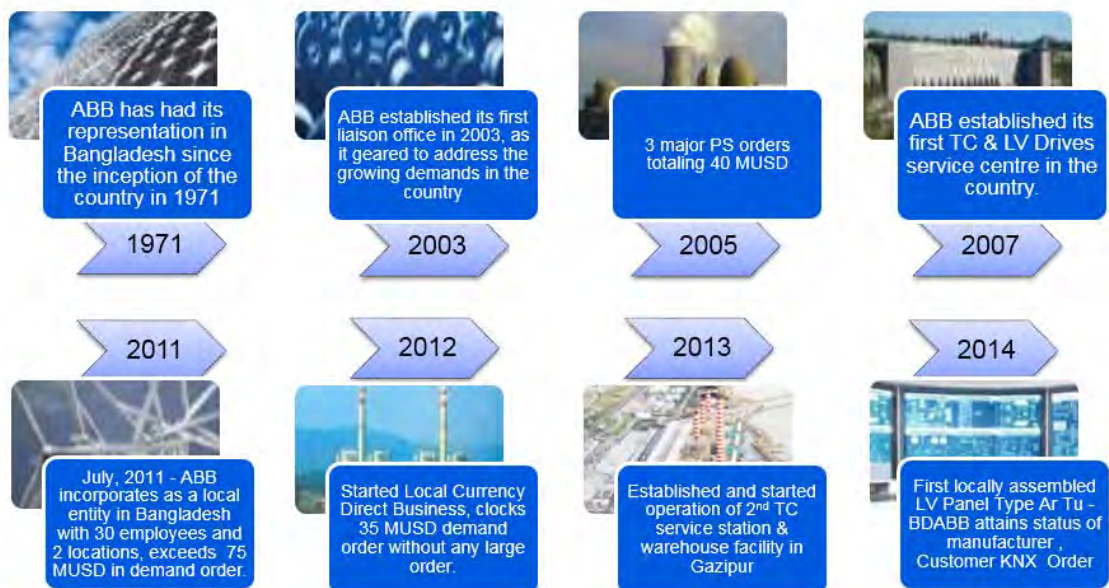 ABB has had its
representation in
Bangladesh since
the inception of the
country in 1971
ABB established its first
liaison office in 2003, as
it geared to address the
growing demands in the
country
3 major PS orders
totaling 40 MUSD
ABB established its
first TC & LV Drives
service centre in the
country.
1971
2003
2005
2007
2011
2012
2013
2014
July, 2011 - ABB
incorporates as a local
entity in Bangladesh
with 30 employees and
2 locations, exceeds 75
MUSD in demand order.
Started Local Currency
Direct Business, clocks
35 MUSD demand
order without any large
order.
Established and started
operation of 2nd TC
service station &
warehouse facility in
Gazipur
First locally assembled
LV Panel Type Ar Tu -
BDABB attains status of
manufacturer ,
Customer KNX Order